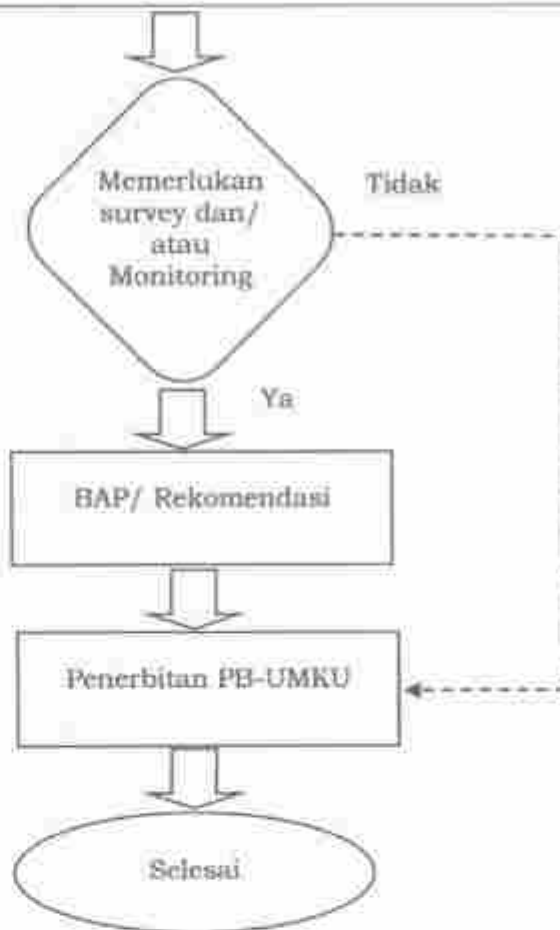 Memerlukan
survey dan/
atau
Monitoring
Tidak
Ya
BAP/ Rekomendasi
Penerbitan PB-UMKU
Selesai